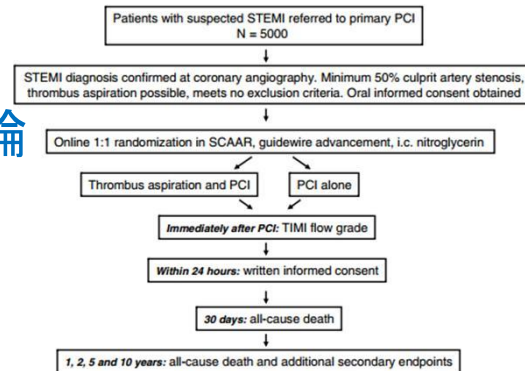 Patients with suspected STEMI referred to primary PCI
N = 5000
STEMI diagnosis confirmed at coronary angiography. Minimum 50% culprit artery stenosis,
thrombus aspiration possible, meets no exclusion criteria. Oral informed consent obtained
論
Online 1:1 randomization in SCAAR, guidewire advancement, i.c. nitroglycerin
Thrombus aspiration and PCI
PCI alone
Immediately after PCI: TIMI flow grade
Within 24 hours: written informed consent
30 days: all-cause death
1, 2, 5 and 10 years: all-cause death and additional secondary endpoints